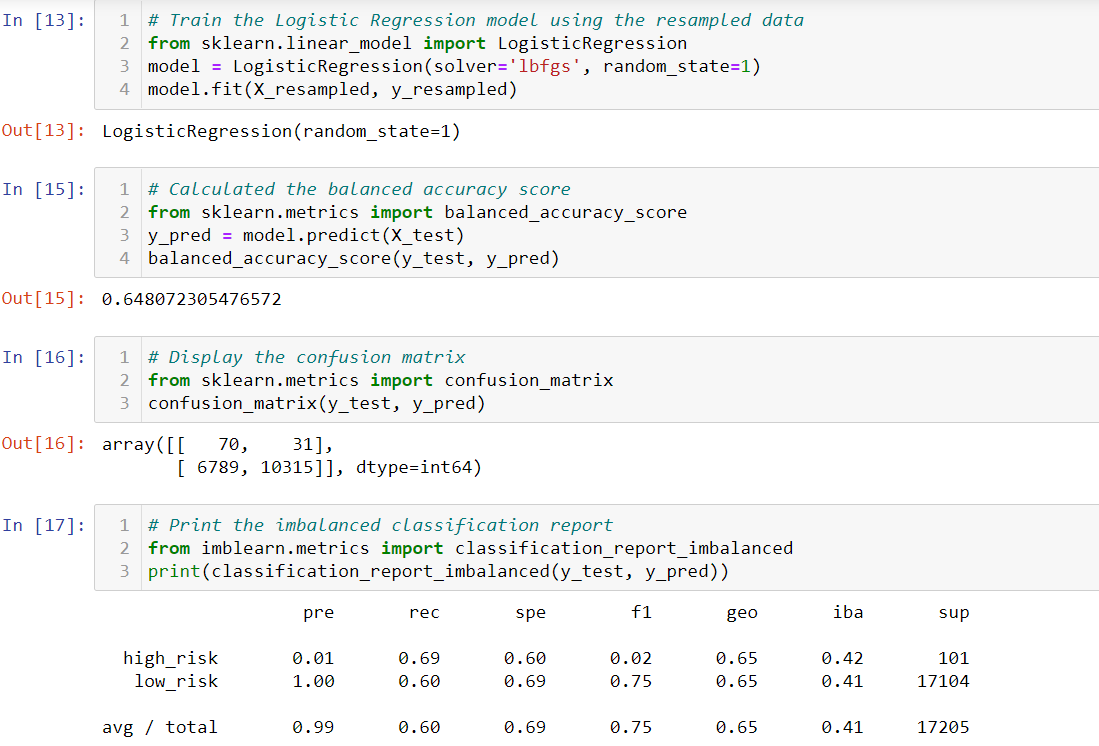 In [13]:
1 # Train the Logistic Regression model using the resampled data
2 from sklearn.linear_model import LogisticRegression
3 model = LogisticRegression(solver='lbfgs', random_state=1)
4 model.fit(X_resampled, y_resampled)
Out[13]: LogisticRegression(random_state=1)
In [15]:
1 # Calculated the balanced accuracy score
2 from sklearn.metrics import balanced_accuracy_score
3 y_pred = model.predict(X_test)
4 balanced_accuracy_score(y_test, y_pred)
Out[15]: 0.648072305476572
In [16]:
1 # Display the confusion matrix
2 from sklearn.metrics import confusion_matrix
3 confusion_matrix(y_test, y_pred)
Out[16]: array([[   70,    31],
       [ 6789, 10315]], dtype=int64)
In [17]:
1 # Print the imbalanced classification report
2 from imblearn.metrics import classification_report_imbalanced
3 print(classification_report_imbalanced(y_test, y_pred))
pre rec spe f1 geo iba sup
high_risk 0.01 0.69 0.60 0.02 0.65 0.42 101
low_risk 1.00 0.60 0.69 0.75 0.65 0.41 17104
avg / total 0.99 0.60 0.69 0.75 0.65 0.41 17205